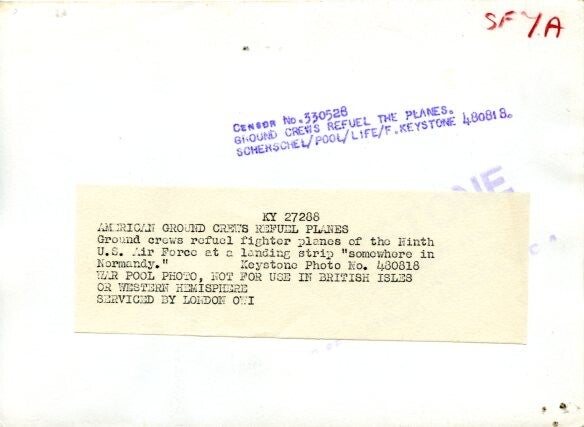 SFYA
CENSOR No.330528
GROUND CREWS REFUEL THE PLANES.
SCHERSCHEL/POOL/LIFE/F.KEYSTONE 480818.
NE
KY 27288
AMERICAN GROUND CREWS REFUEL PLANES
Ground crews refuel fighter planes of the Ninth
U.S. Air Force at a landing strip "somewhere in
Normandy." Keystone Photo No. 480818
WAR POOL PHOTO, NOT FOR USE IN BRITISH ISLES
OR WESTERN HEMISPHERE
SERVICED BY LONDON OWI